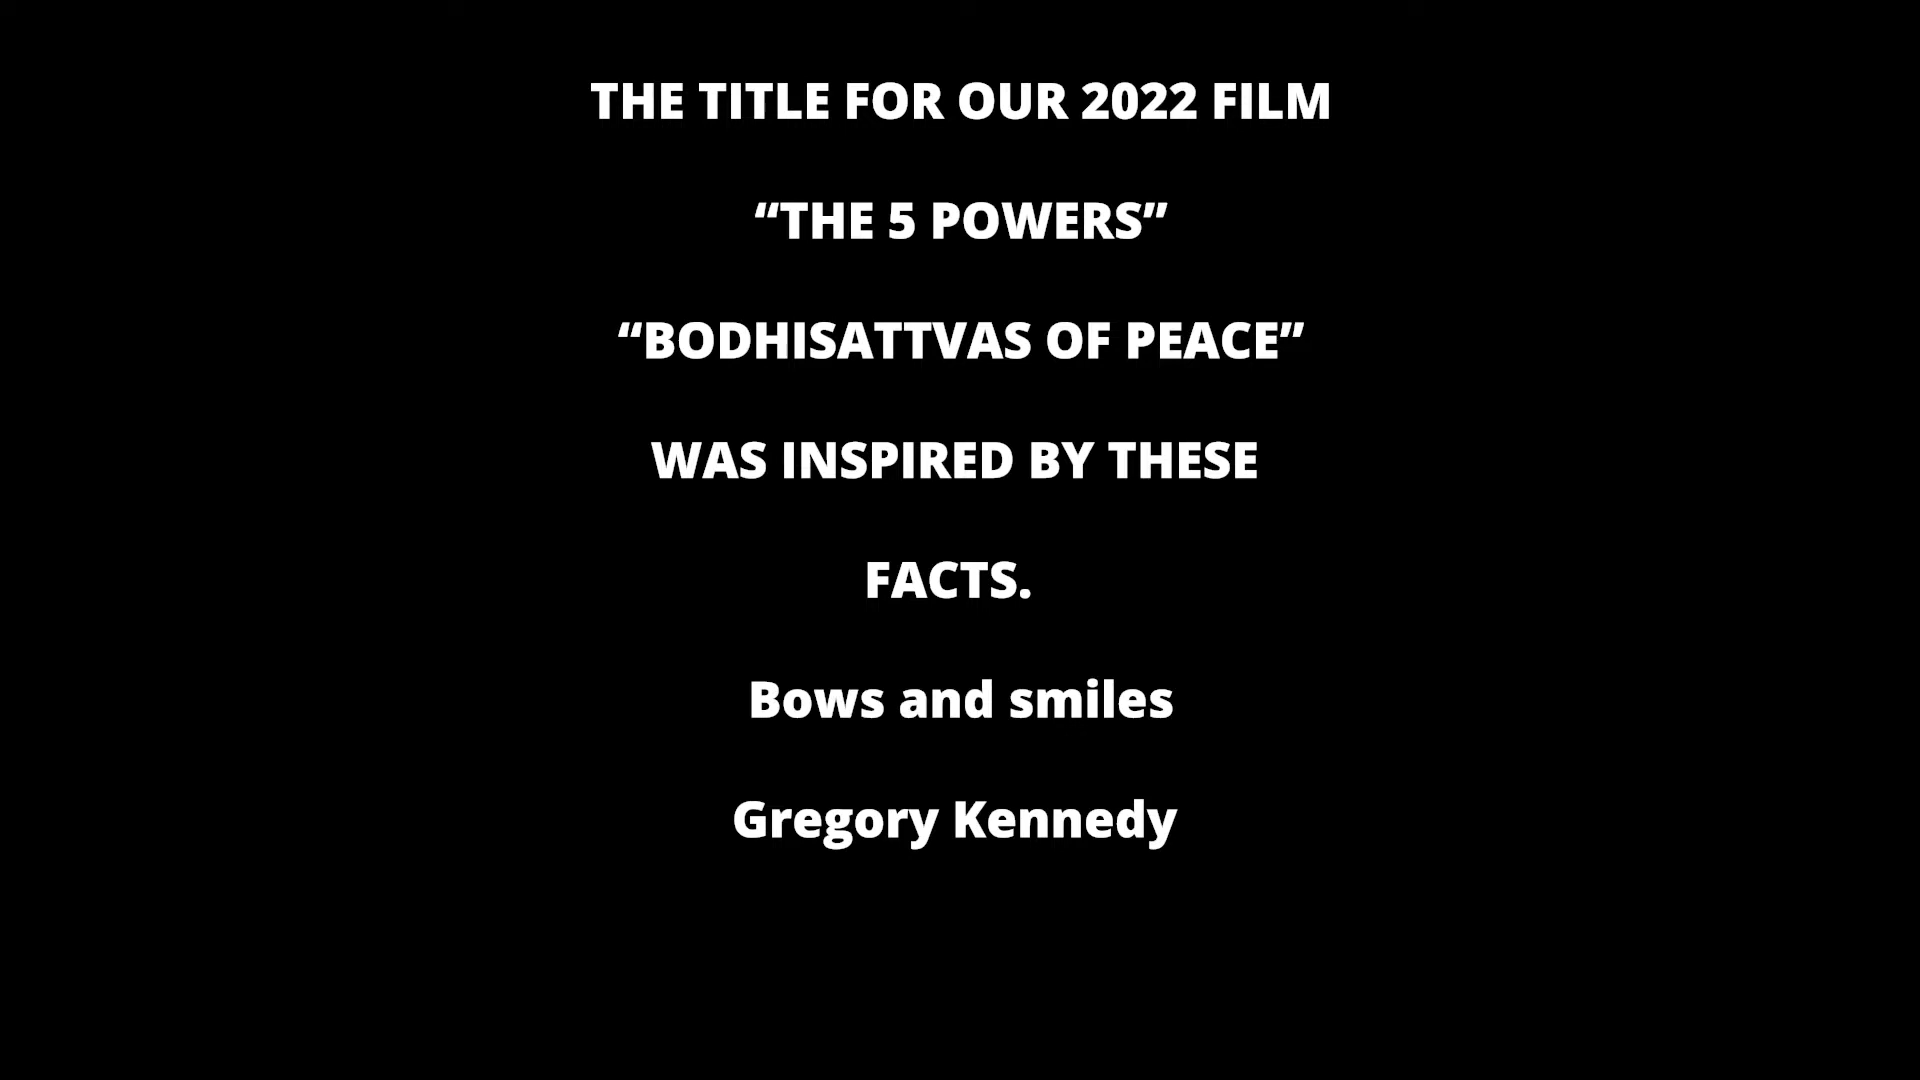 THE TITLE FOR OUR 2022 FILM
“THE 5 POWERS”
“BODHISATTVAS OF PEACE”
WAS INSPIRED BY THESE
FACTS.
Bows and smiles
Gregory Kennedy